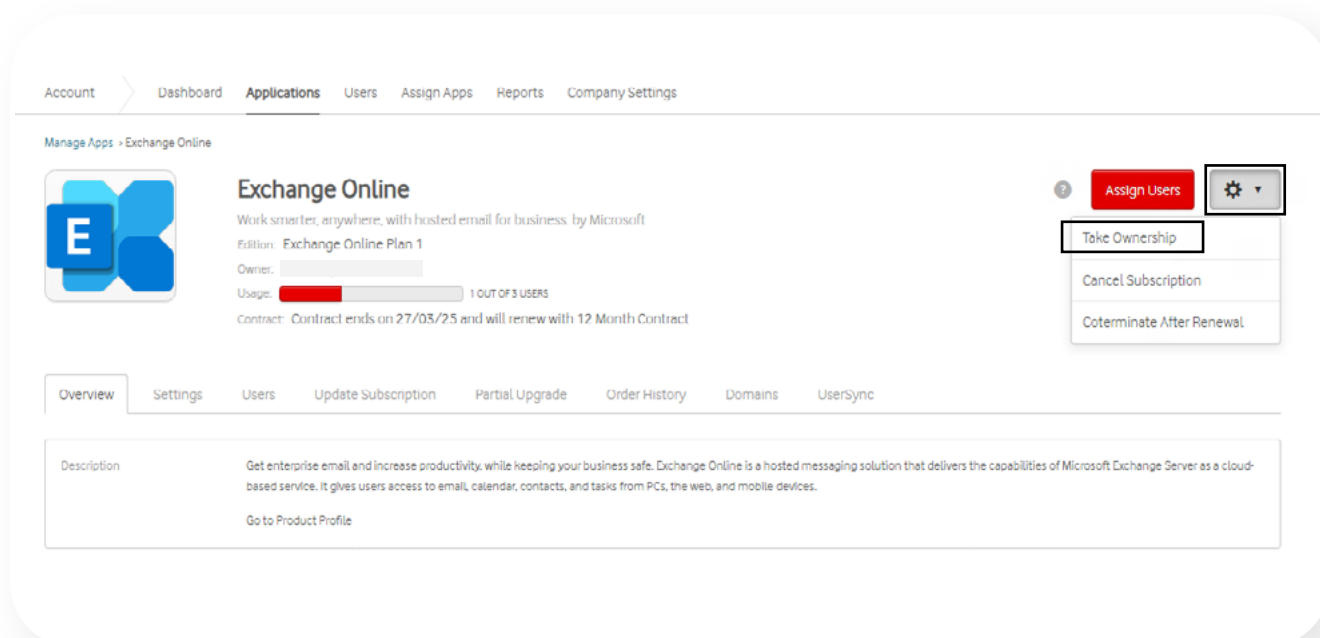 Account Dashboard Applications Users Assign Apps Reports Company Settings
Manage Apps › Exchange Online
E
Exchange Online
Work smarter, anywhere, with hosted email for business. by Microsoft
Edition: Exchange Online Plan 1
Owner:
Usage: 1 OUT OF 3 USERS
Contract: Contract ends on 27/03/25 and will renew with 12 Month Contract
? Assign Users
Take Ownership
Cancel Subscription
Coterminate After Renewal
Overview Settings Users Update Subscription Partial Upgrade Order History Domains UserSync
Description
Get enterprise email and increase productivity, while keeping your business safe. Exchange Online is a hosted messaging solution that delivers the capabilities of Microsoft Exchange Server as a cloud-
based service. It gives users access to email, calendar, contacts, and tasks from PCs, the web, and mobile devices.
Go to Product Profile